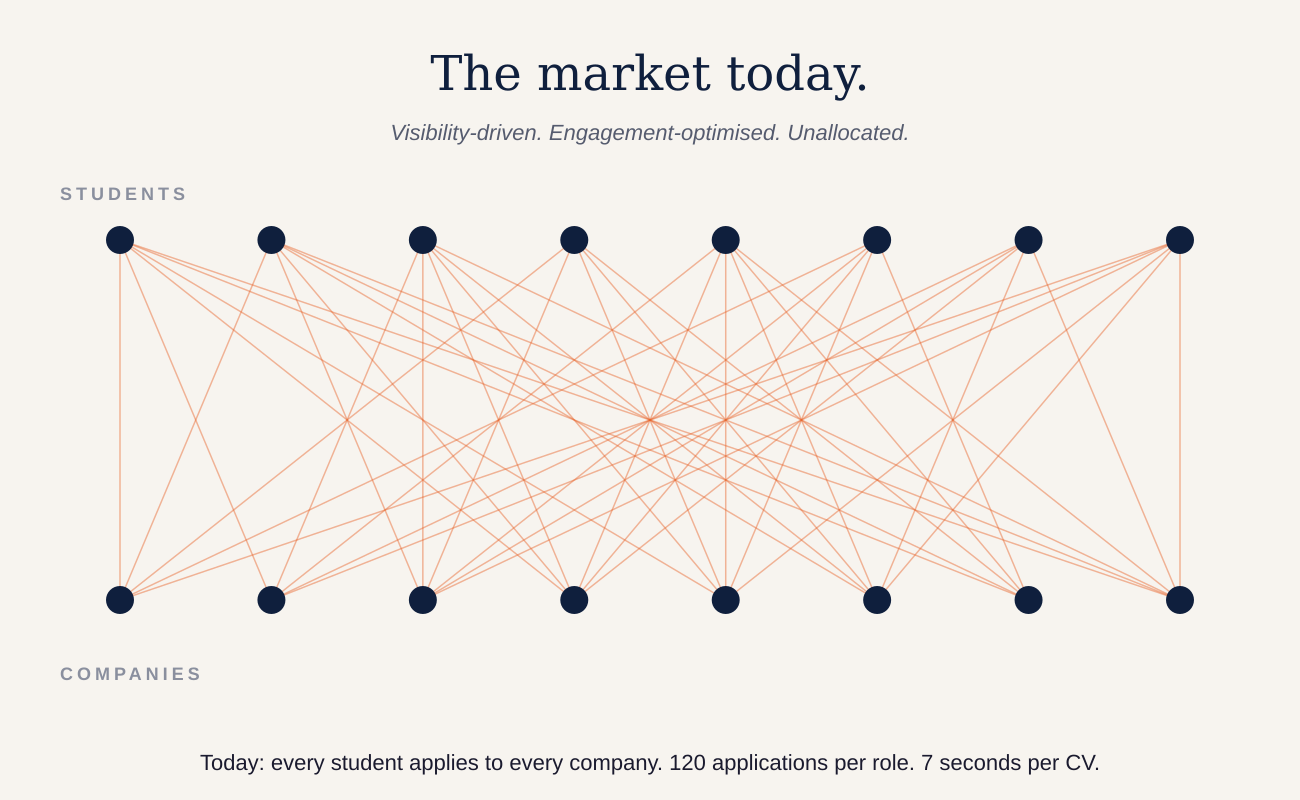 The market today.
Visibility-driven. Engagement-optimised. Unallocated.
STUDENTS
COMPANIES
Today: every student applies to every company. 120 applications per role. 7 seconds per CV.